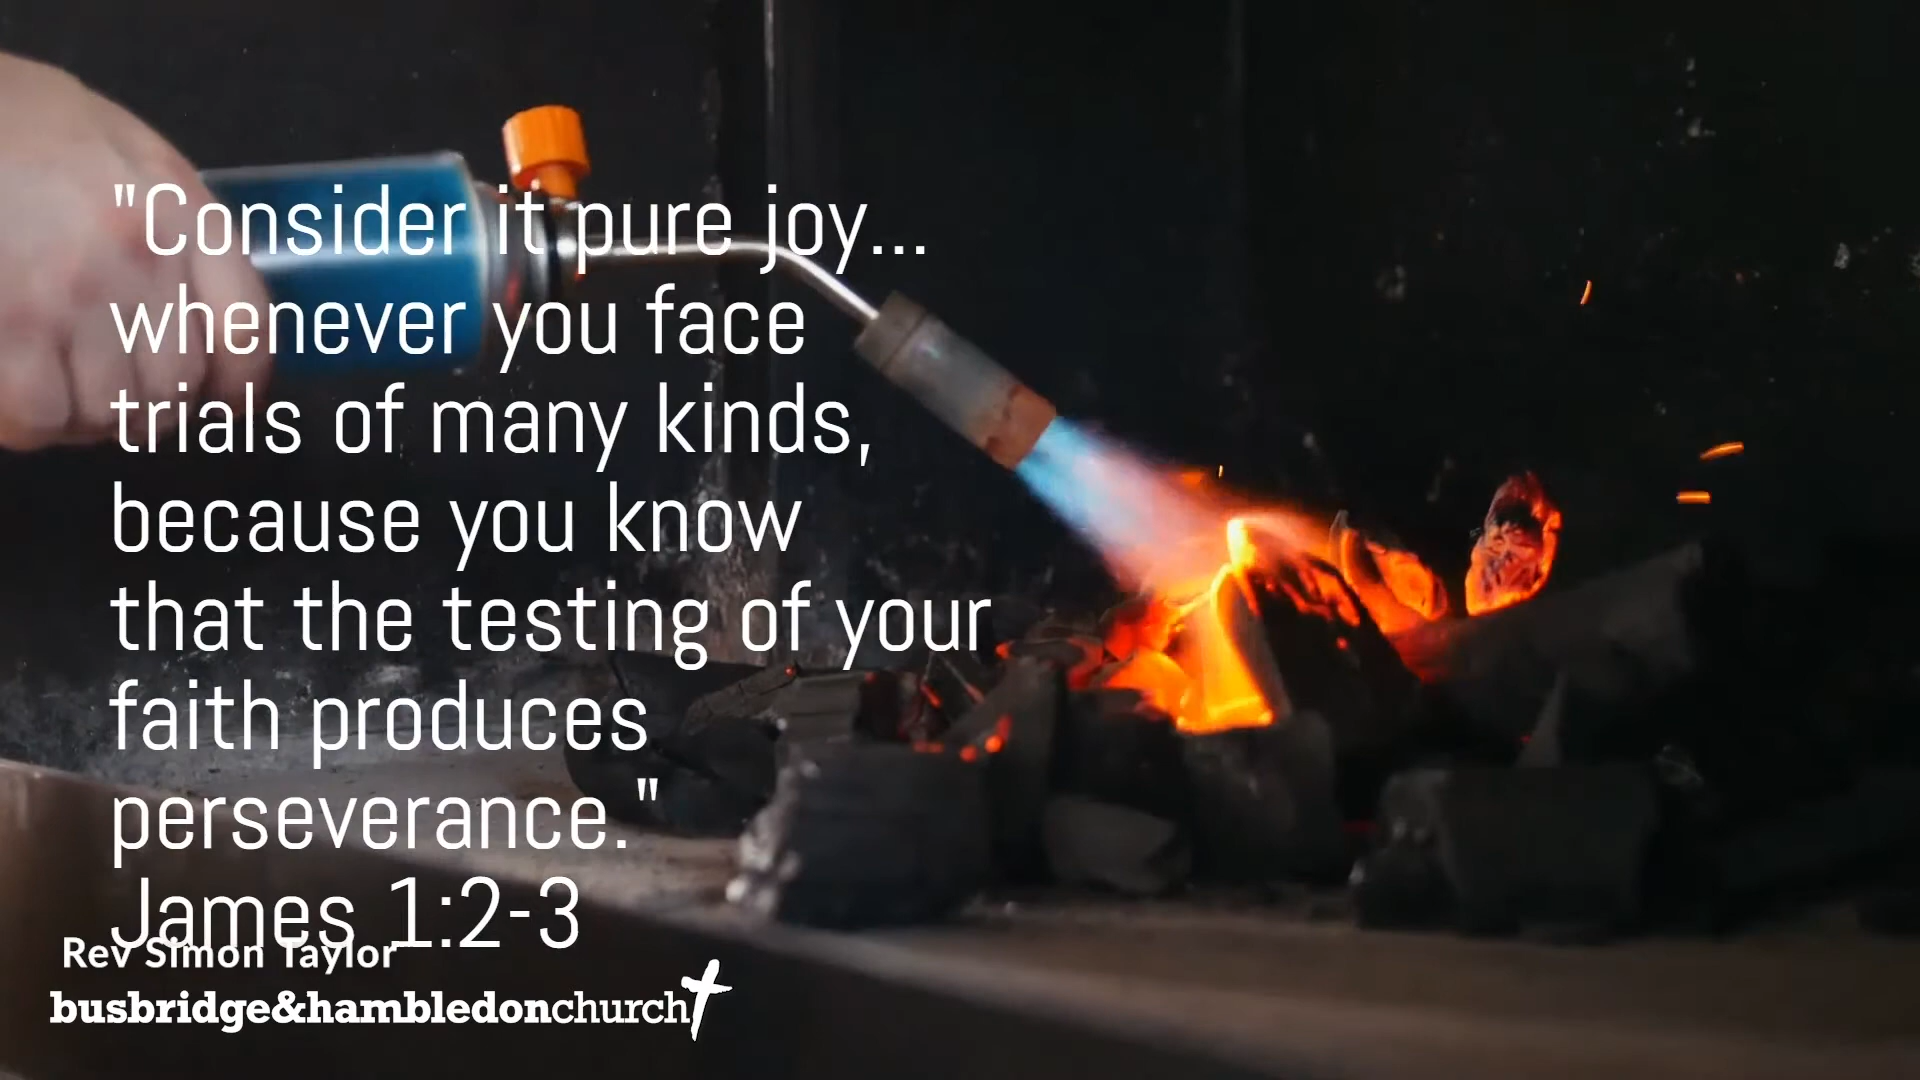 "Consider it pure joy...
whenever you face
trials of many kinds,
because you know
that the testing of your
faith produces
perseverance."
James 1:2-3
Rev Simon Taylor
busbridge&hambledonchurch